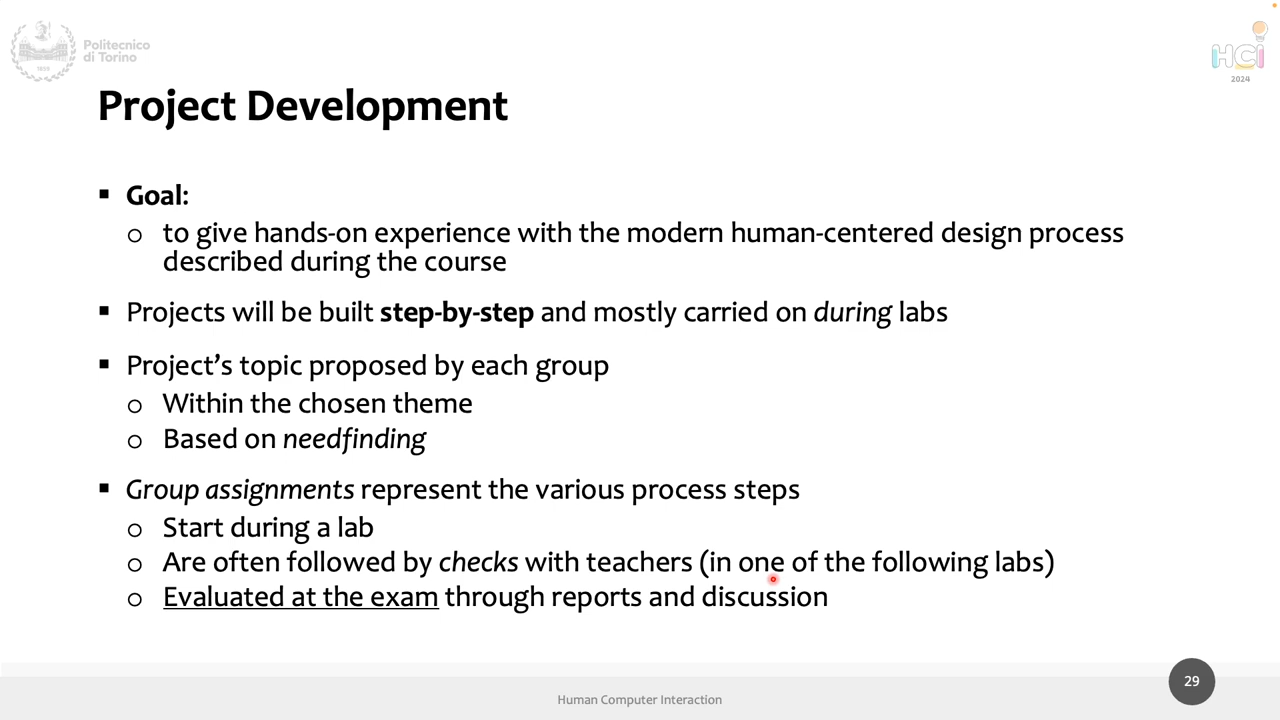 Politecnico
di Torino
1859
HCI
2024
Project Development
▪ Goal:
o to give hands-on experience with the modern human-centered design process
described during the course
▪ Projects will be built step-by-step and mostly carried on during labs
▪ Project’s topic proposed by each group
o Within the chosen theme
o Based on needfinding
▪ Group assignments represent the various process steps
o Start during a lab
o Are often followed by checks with teachers (in one of the following labs)
o Evaluated at the exam through reports and discussion
29
Human Computer Interaction